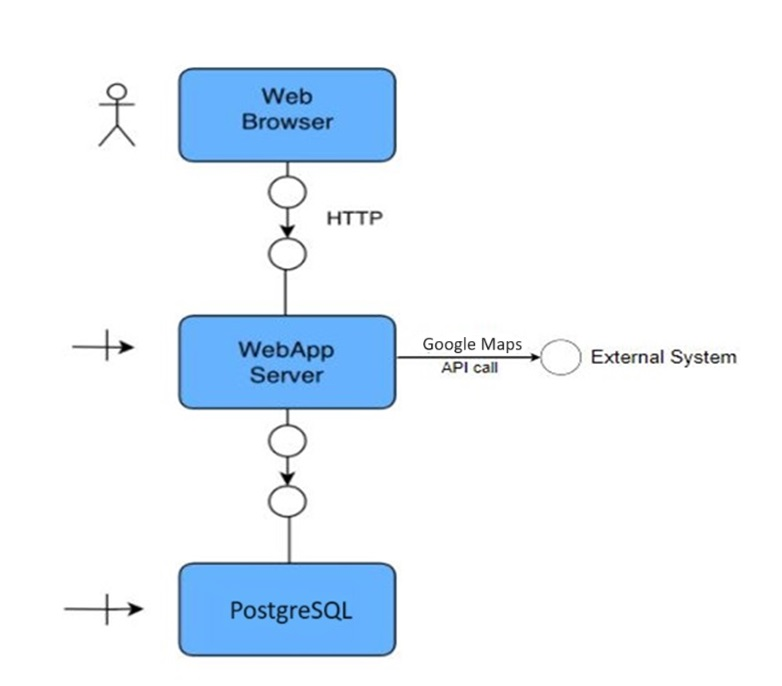 Web
Browser
HTTP
WebApp
Server
Google Maps
API call
External System
PostgreSQL